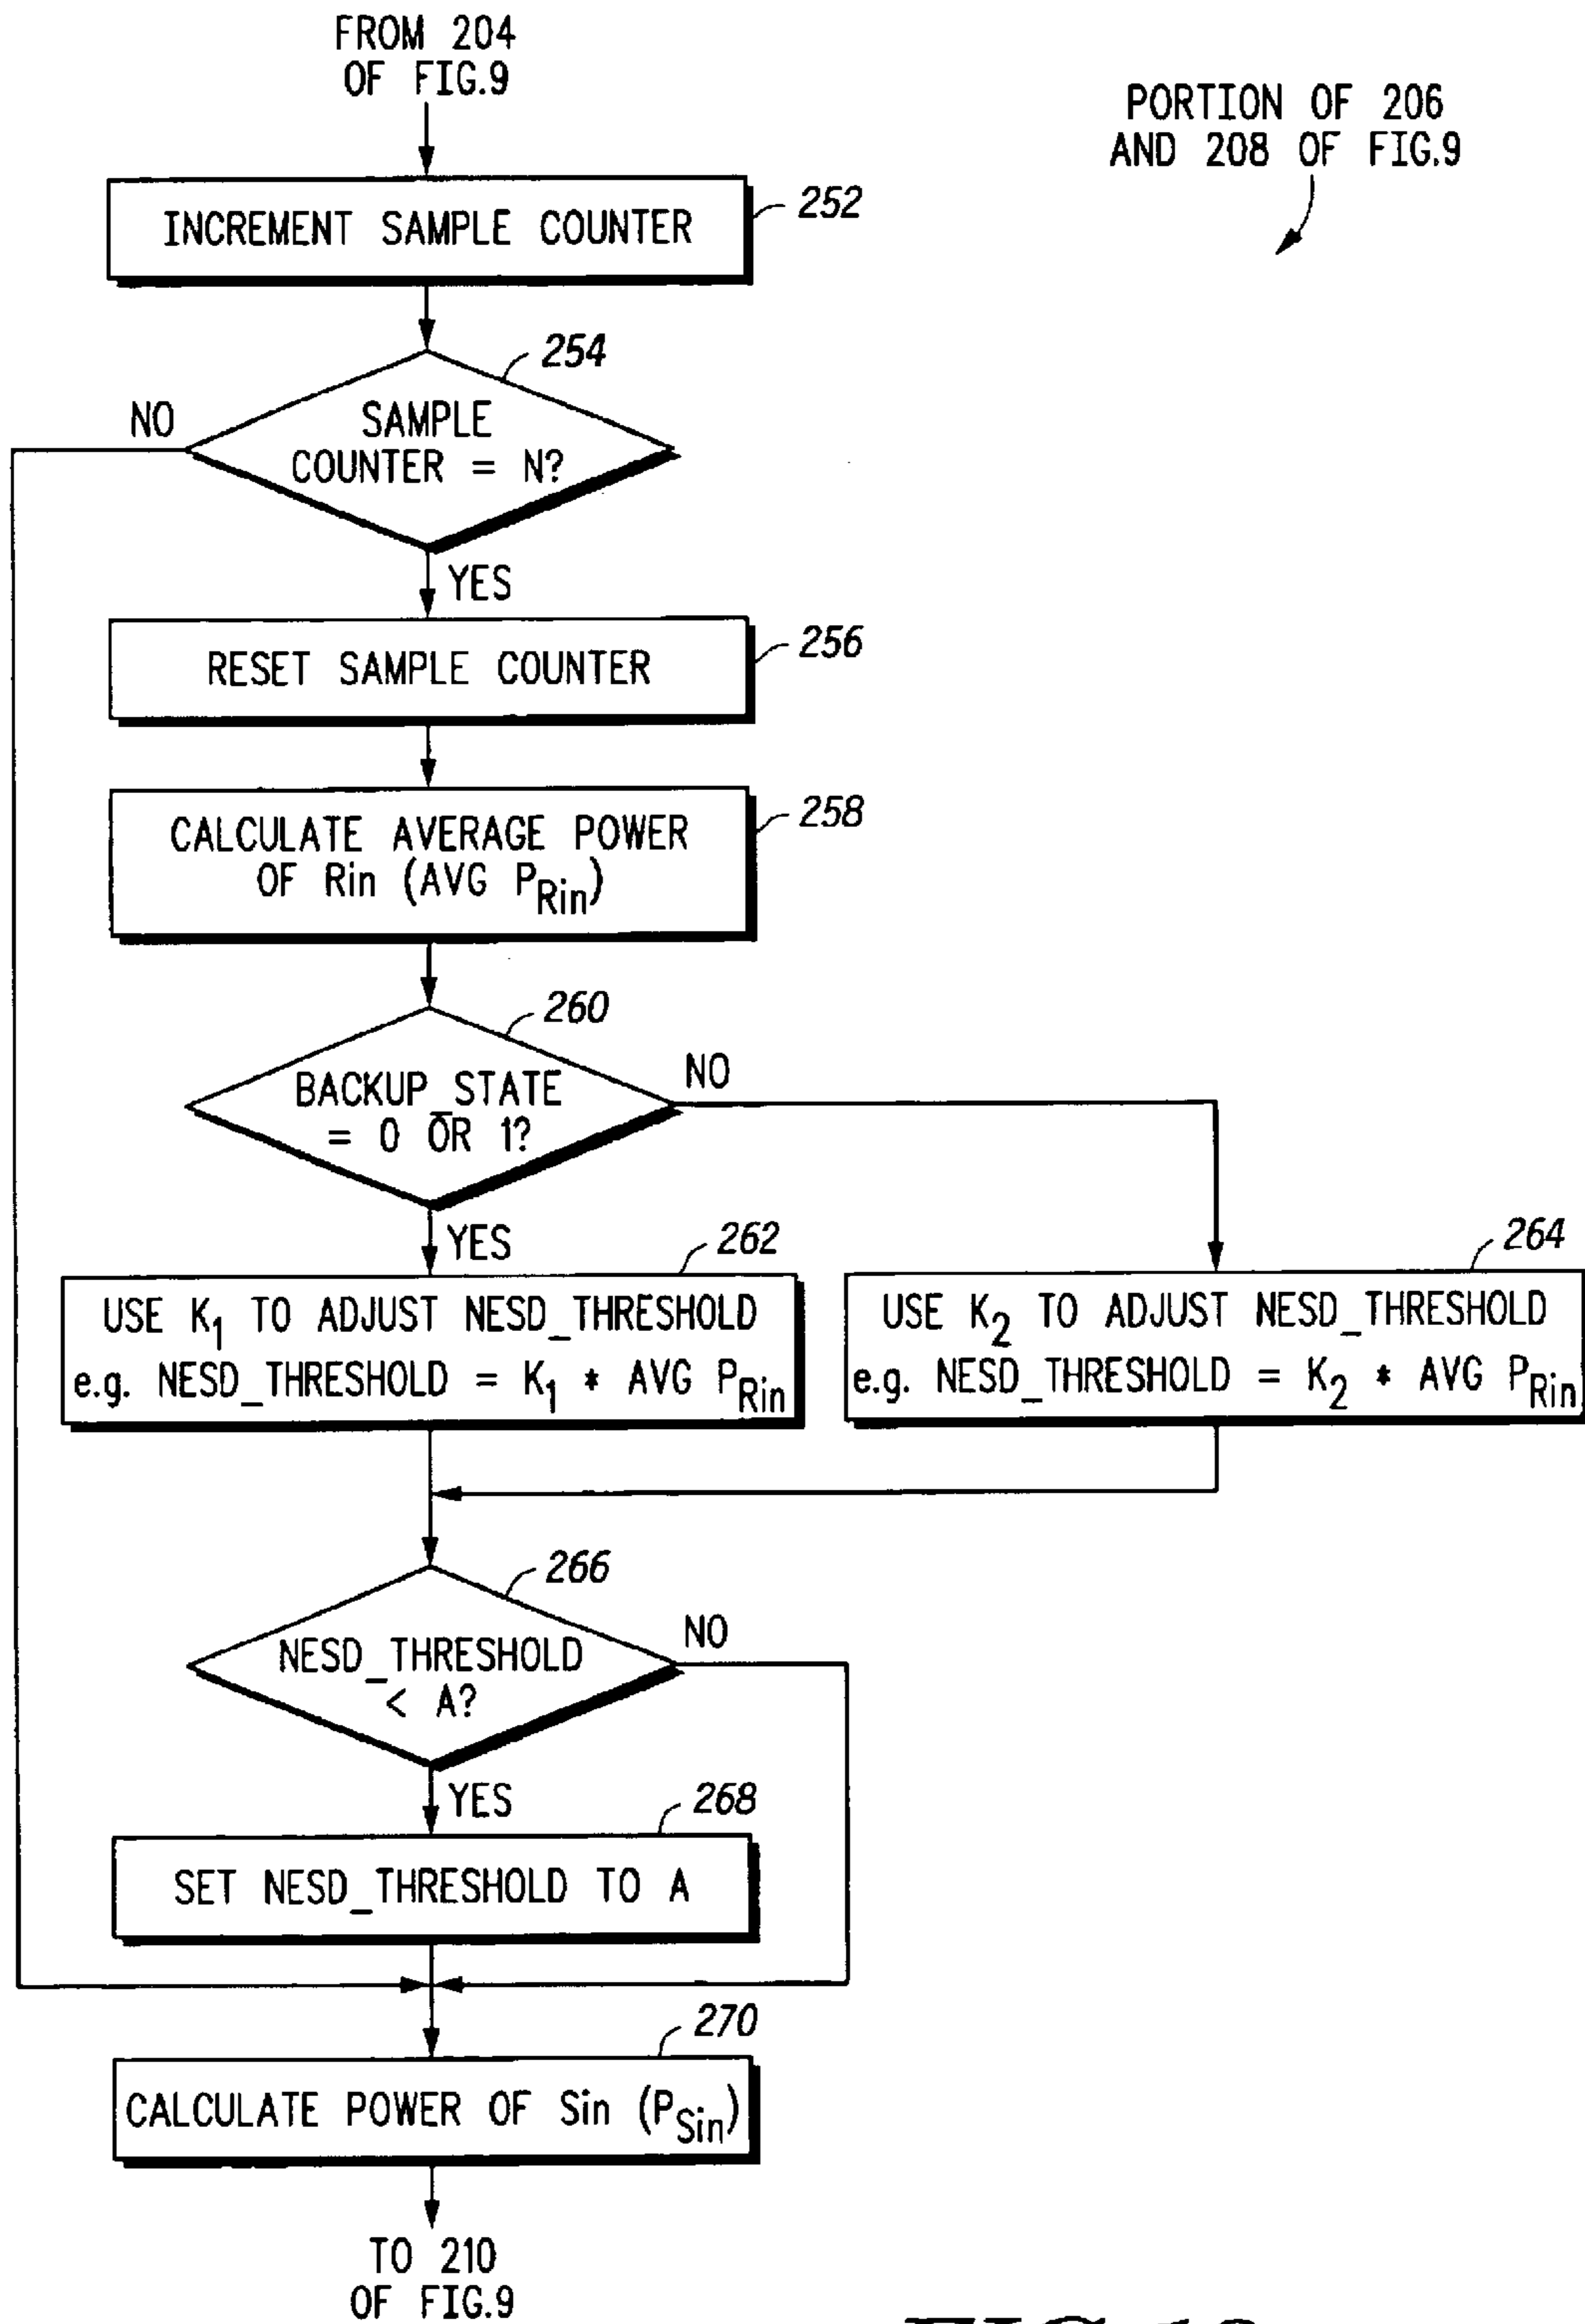 FROM 204
OF FIG.9
PORTION OF 206
AND 208 OF FIG.9
INCREMENT SAMPLE COUNTER
252
254
SAMPLE
COUNTER = N?
NO
YES
RESET SAMPLE COUNTER
256
CALCULATE AVERAGE POWER
OF Rin (AVG P_Rin)
258
260
BACKUP_STATE
= 0 OR 1?
NO
YES
262
USE K1 TO ADJUST NESD_THRESHOLD
e.g. NESD_THRESHOLD = K1 * AVG P_Rin
264
USE K2 TO ADJUST NESD_THRESHOLD
e.g. NESD_THRESHOLD = K2 * AVG P_Rin
266
NESD_THRESHOLD
< A?
NO
YES
268
SET NESD_THRESHOLD TO A
270
CALCULATE POWER OF Sin (P_Sin)
TO 210
OF FIG.9